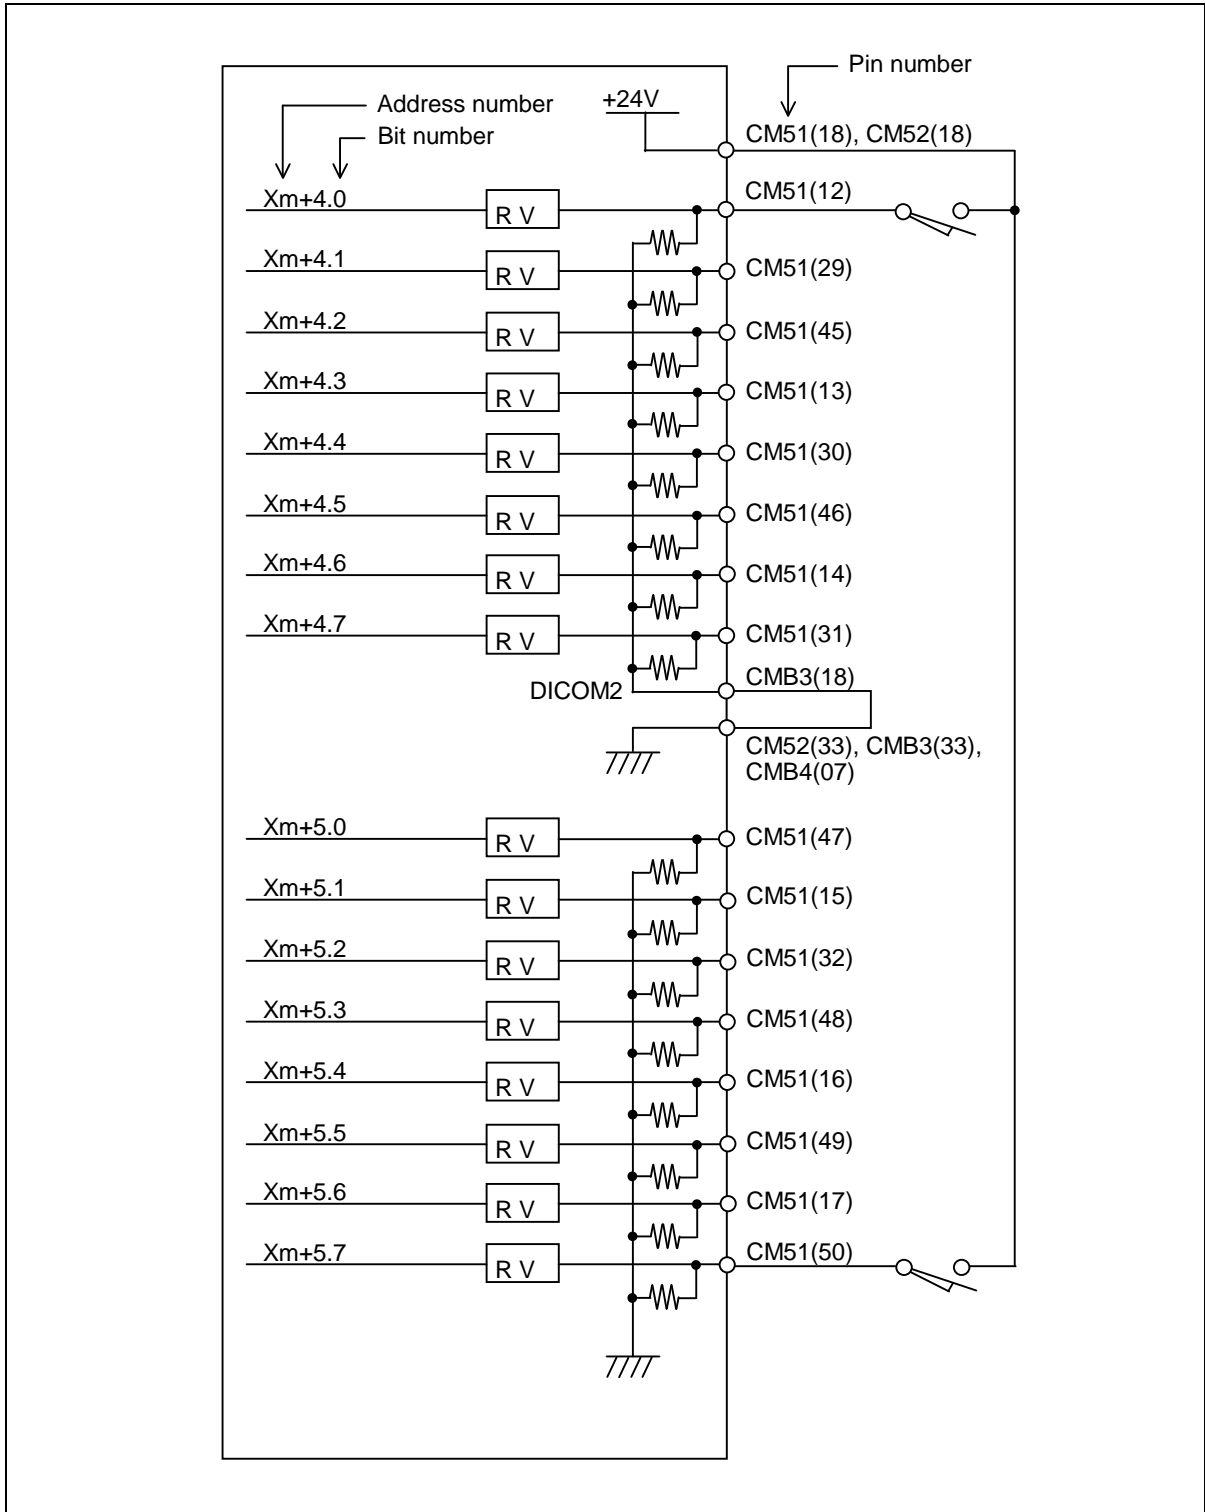 Pin number
Address number
+24V
Bit number
CM51(18), CM52(18)
Xm+4.0
R V
CM51(12)
Xm+4.1
R V
CM51(29)
Xm+4.2
R V
CM51(45)
Xm+4.3
R V
CM51(13)
Xm+4.4
R V
CM51(30)
Xm+4.5
R V
CM51(46)
Xm+4.6
R V
CM51(14)
Xm+4.7
R V
CM51(31)
DICOM2
CMB3(18)
CM52(33), CMB3(33),
CMB4(07)
Xm+5.0
R V
CM51(47)
Xm+5.1
R V
CM51(15)
Xm+5.2
R V
CM51(32)
Xm+5.3
R V
CM51(48)
Xm+5.4
R V
CM51(16)
Xm+5.5
R V
CM51(49)
Xm+5.6
R V
CM51(17)
Xm+5.7
R V
CM51(50)